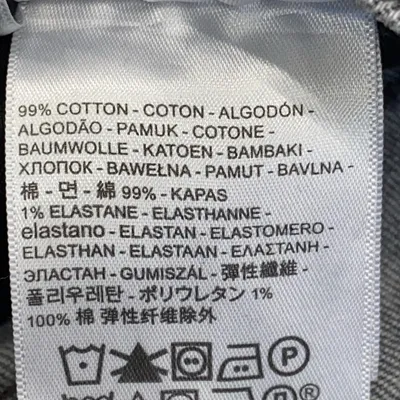 99% COTTON - COTON - ALGODÓN -
ALGODÃO - PAMUK - COTONE -
BAUMWOLLE - KATOEN - BAMBAKI -
ХЛОПОК - BAWEŁNA - PAMUT - BAVLNA -
棉 - 면 - 綿 99% - KAPAS
1% ELASTANE - ELASTHANNE -
elastano - ELASTAN - ELASTOMERO -
ELASTHAN - ELASTAAN - ΕΛΑΣΤΑΝΗ -
ЭЛАСТАН - GUMISZÁL - 彈性纖維 -
폴리우레탄 - ポリウレタン 1%
100% 棉 弹性纤维除外
P